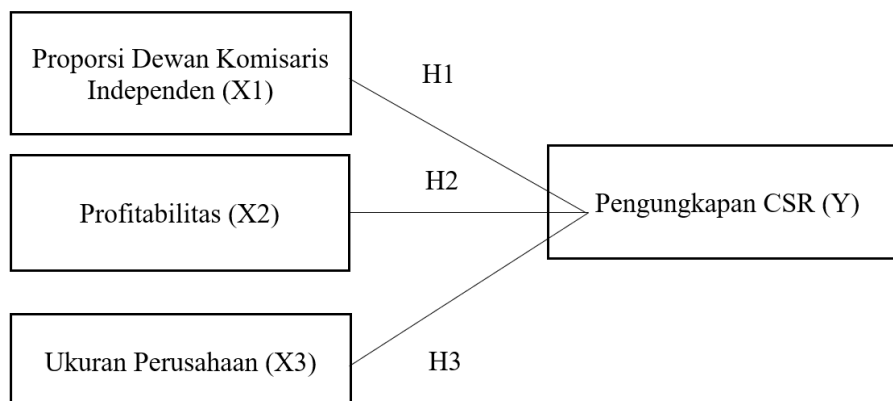 Proporsi Dewan Komisaris
Independen (X1)
H1
H2
Profitabilitas (X2)
Pengungkapan CSR (Y)
Ukuran Perusahaan (X3)
H3